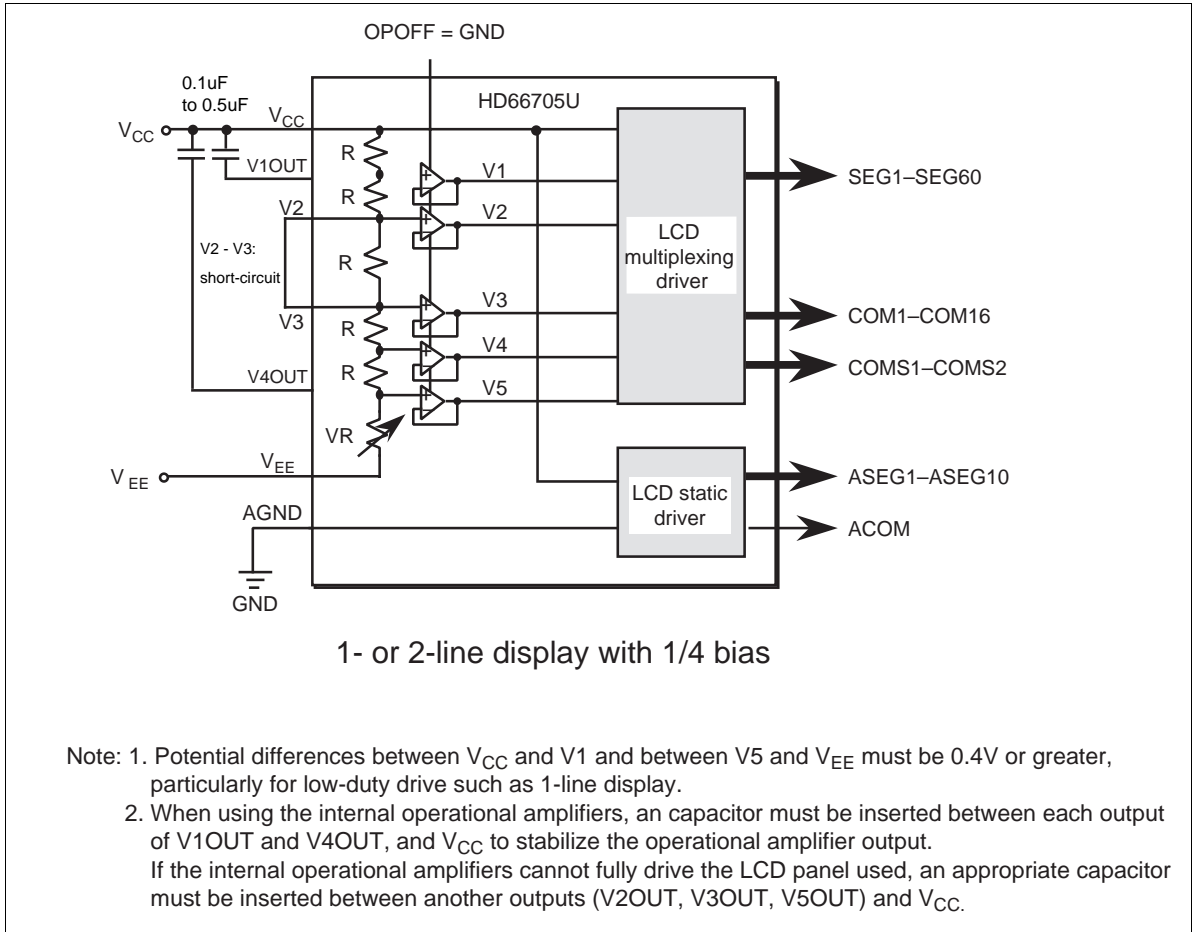 OPOFF = GND
0.1uF
to 0.5uF
HD66705U
VCC
VCC
V1OUT
R
V1
SEG1–SEG60
R
V2
V2
LCD
multiplexing
driver
V2 - V3:
short-circuit
R
V3
V3
COM1–COM16
R
V4
V4OUT
R
COMS1–COMS2
V5
VR
VEE
VEE
ASEG1–ASEG10
LCD static
driver
AGND
ACOM
GND
1- or 2-line display with 1/4 bias
Note: 1. Potential differences between VCC and V1 and between V5 and VEE must be 0.4V or greater,
particularly for low-duty drive such as 1-line display.
2. When using the internal operational amplifiers, an capacitor must be inserted between each output
of V1OUT and V4OUT, and VCC to stabilize the operational amplifier output.
If the internal operational amplifiers cannot fully drive the LCD panel used, an appropriate capacitor
must be inserted between another outputs (V2OUT, V3OUT, V5OUT) and VCC.